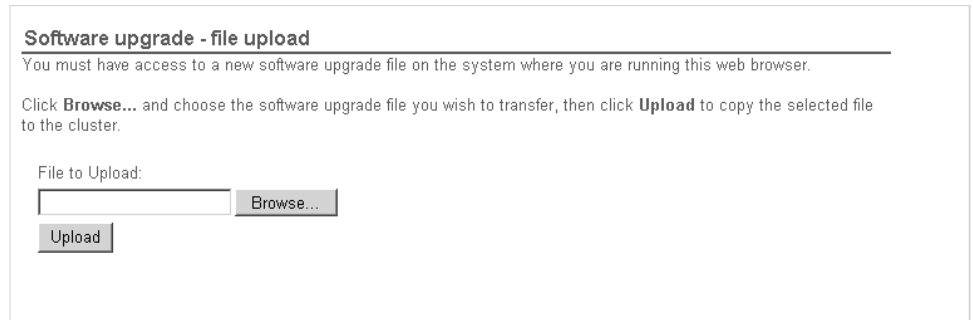 Software upgrade - file upload
You must have access to a new software upgrade file on the system where you are running this web browser.
Click Browse... and choose the software upgrade file you wish to transfer, then click Upload to copy the selected file
to the cluster.
File to Upload:
Browse...
Upload